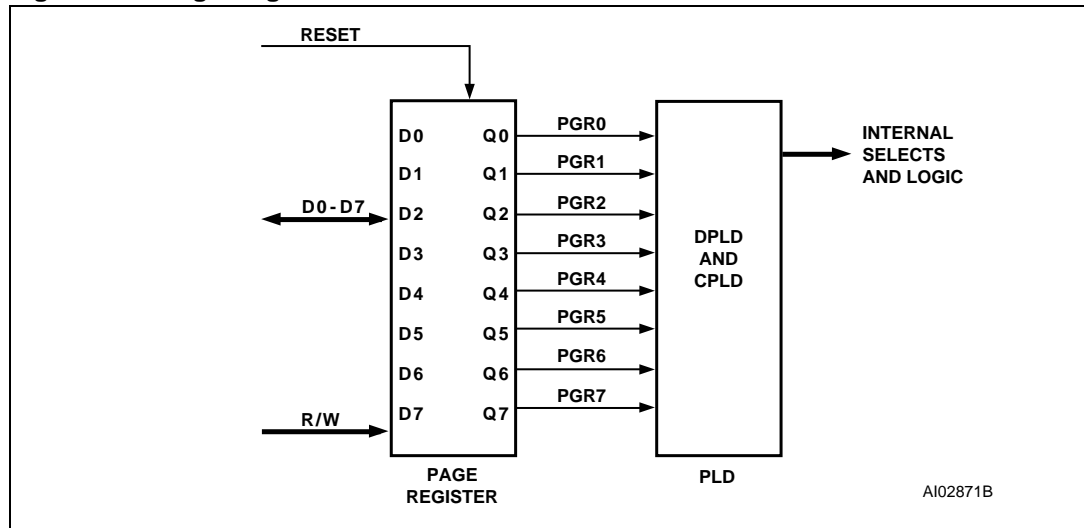 RESET
D0 Q0 PGR0
D1 Q1 PGR1
D0-D7 D2 Q2 PGR2
D3 Q3 PGR3
D4 Q4 PGR4
D5 Q5 PGR5
D6 Q6 PGR6
R/W D7 Q7 PGR7
DPLD
AND
CPLD
INTERNAL
SELECTS
AND LOGIC
PAGE
REGISTER
PLD
AI02871B